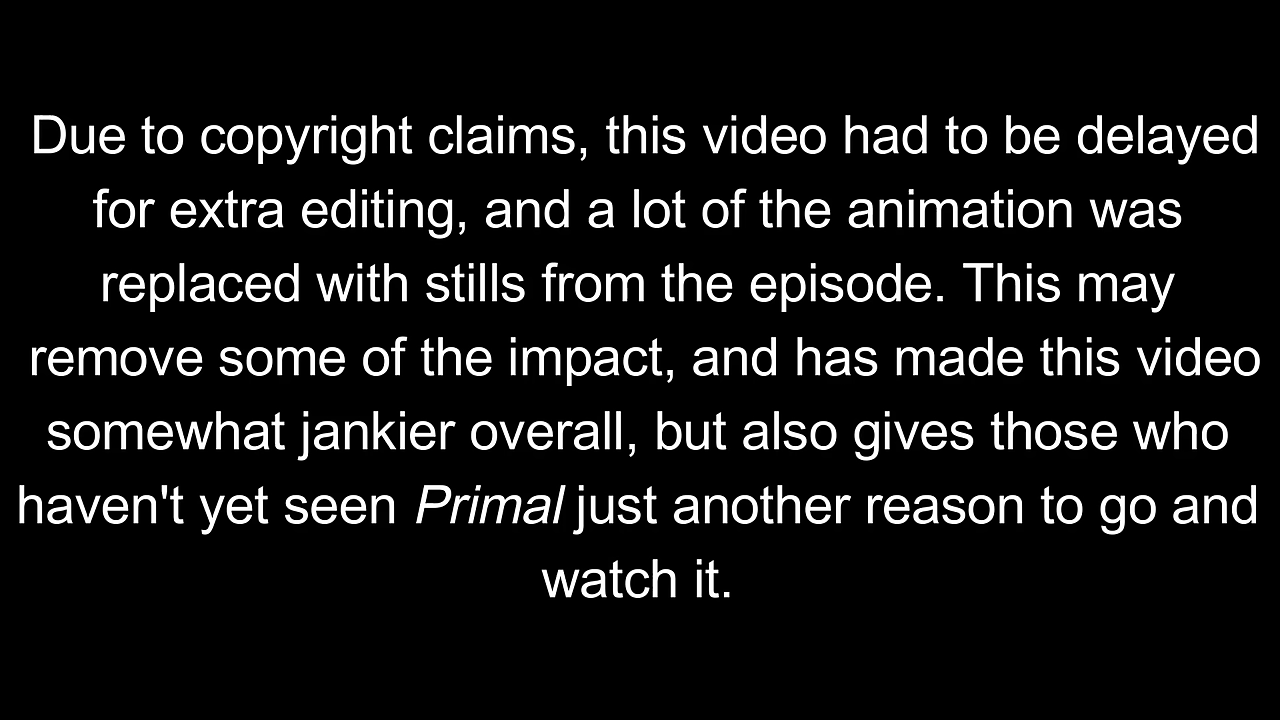 Due to copyright claims, this video had to be delayed
for extra editing, and a lot of the animation was
replaced with stills from the episode. This may
remove some of the impact, and has made this video
somewhat jankier overall, but also gives those who
haven't yet seen Primal just another reason to go and
watch it.